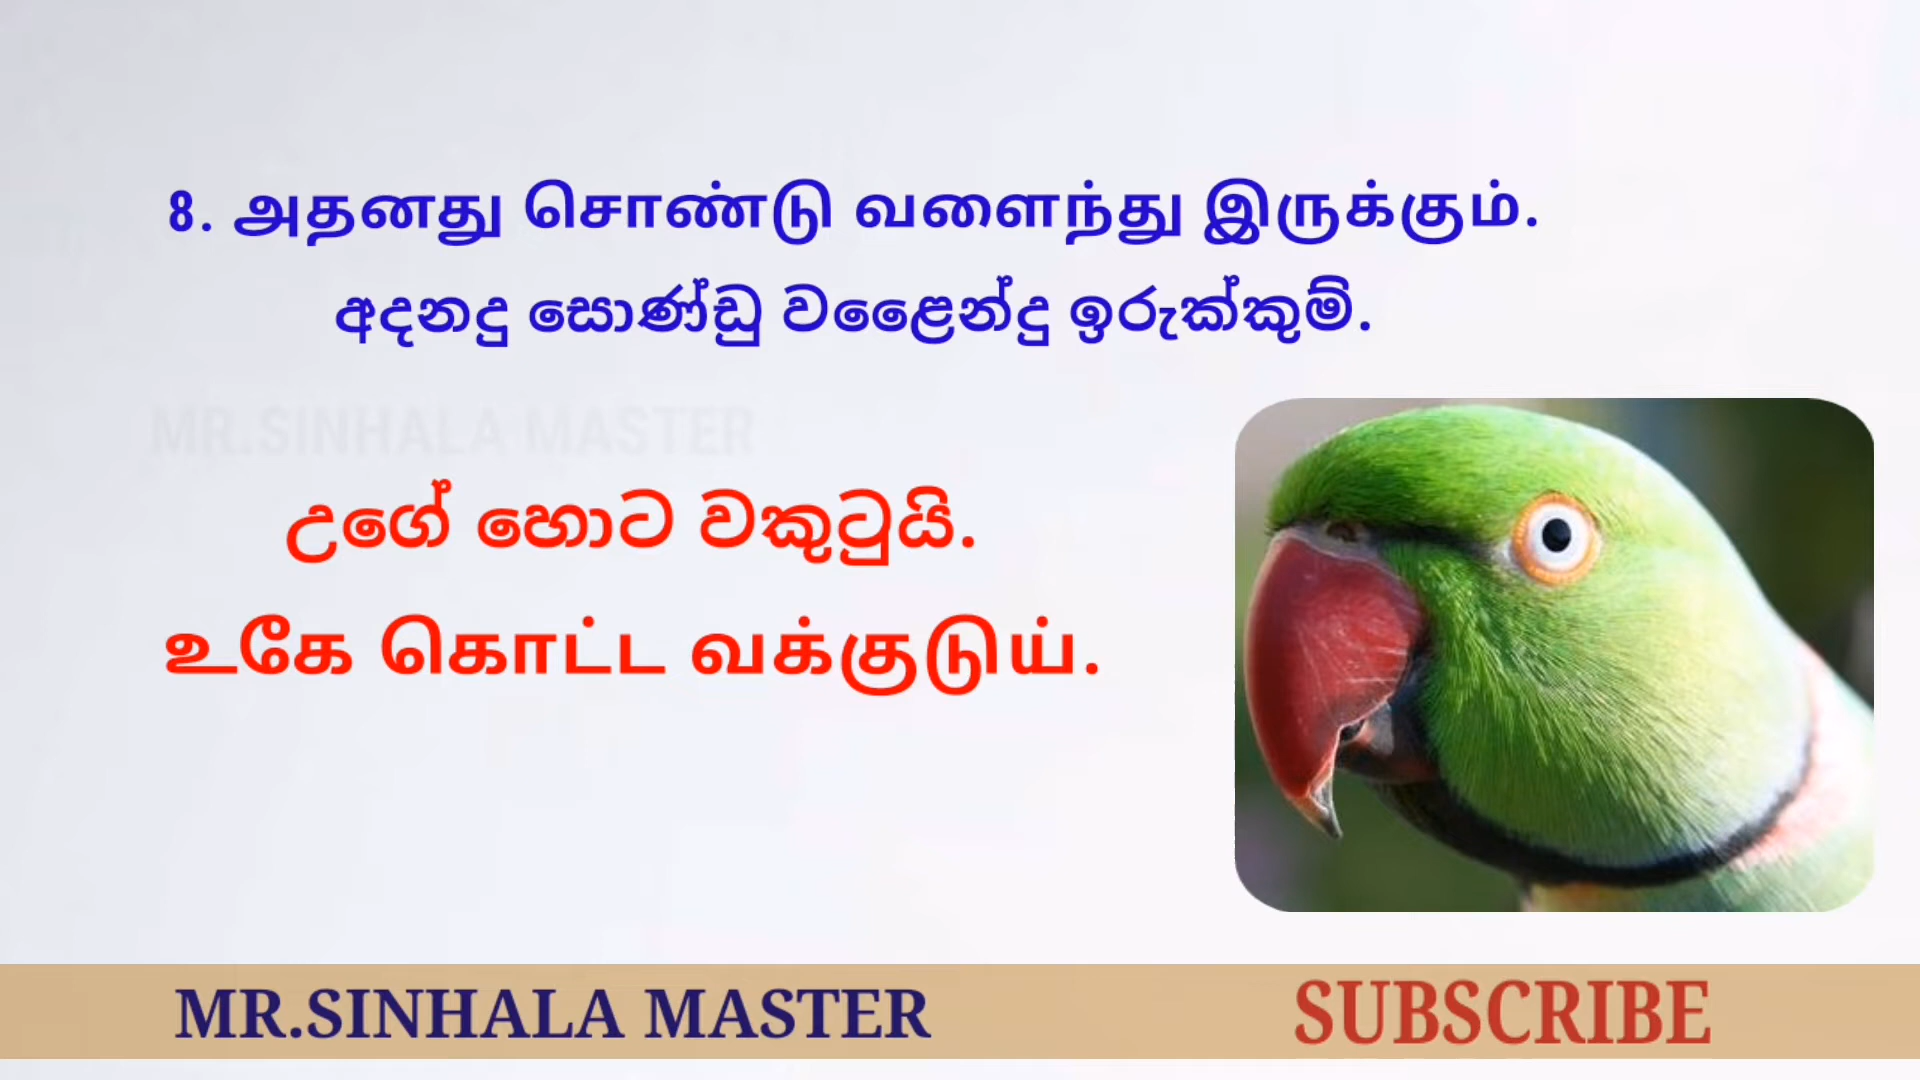 8. அதனது சொண்டு வளைந்து இருக்கும்.
අදනදු සොණ්ඩු වළෛන්දු ඉරුක්කුම්.
MR.SINHALA MASTER
උගේ හොට වකුටුයි.
உகே கொட்ட வக்குடுய்.
MR.SINHALA MASTER
SUBSCRIBE